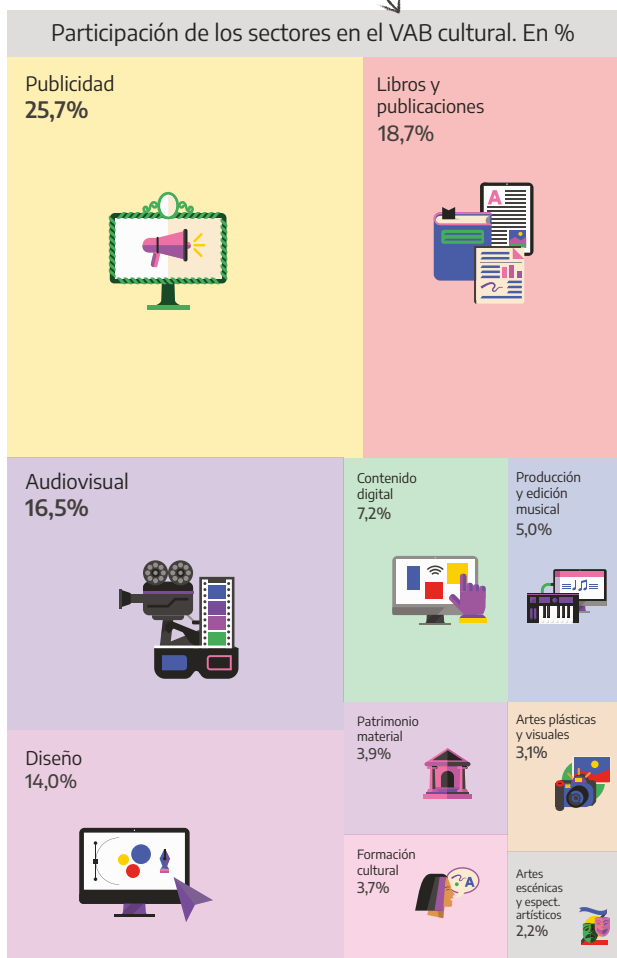 Participación de los sectores en el VAB cultural. En %
Publicidad
25,7%
Libros y
publicaciones
18,7%
A
Audiovisual
16,5%
Contenido
digital
7,2%
Producción
y edición
musical
5,0%
Diseño
14,0%
Patrimonio
material
3,9%
Artes plásticas
y visuales
3,1%
Formación
cultural
3,7%
A
Artes
escénicas
y espect.
artísticos
2,2%